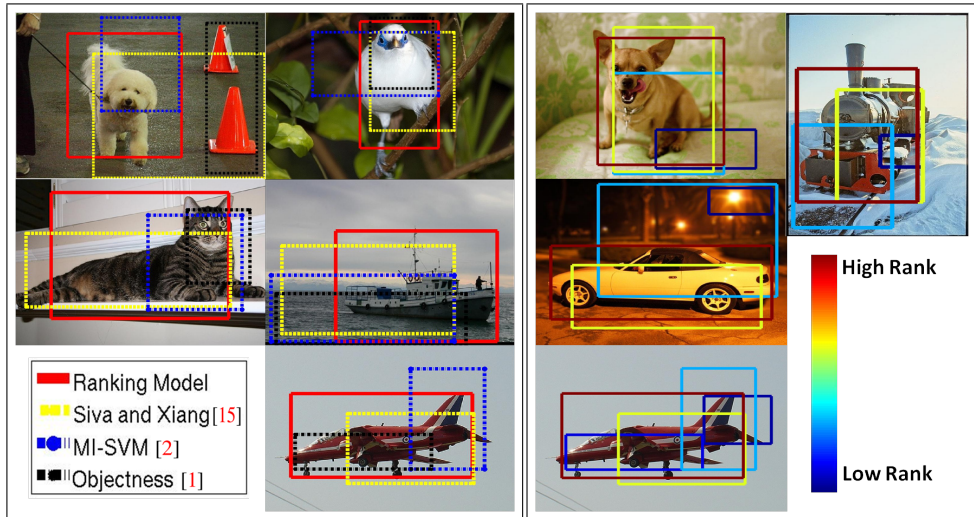 Ranking Model
Siva and Xiang[15]
MI-SVM [2]
Objectness [1]
High Rank
Low Rank